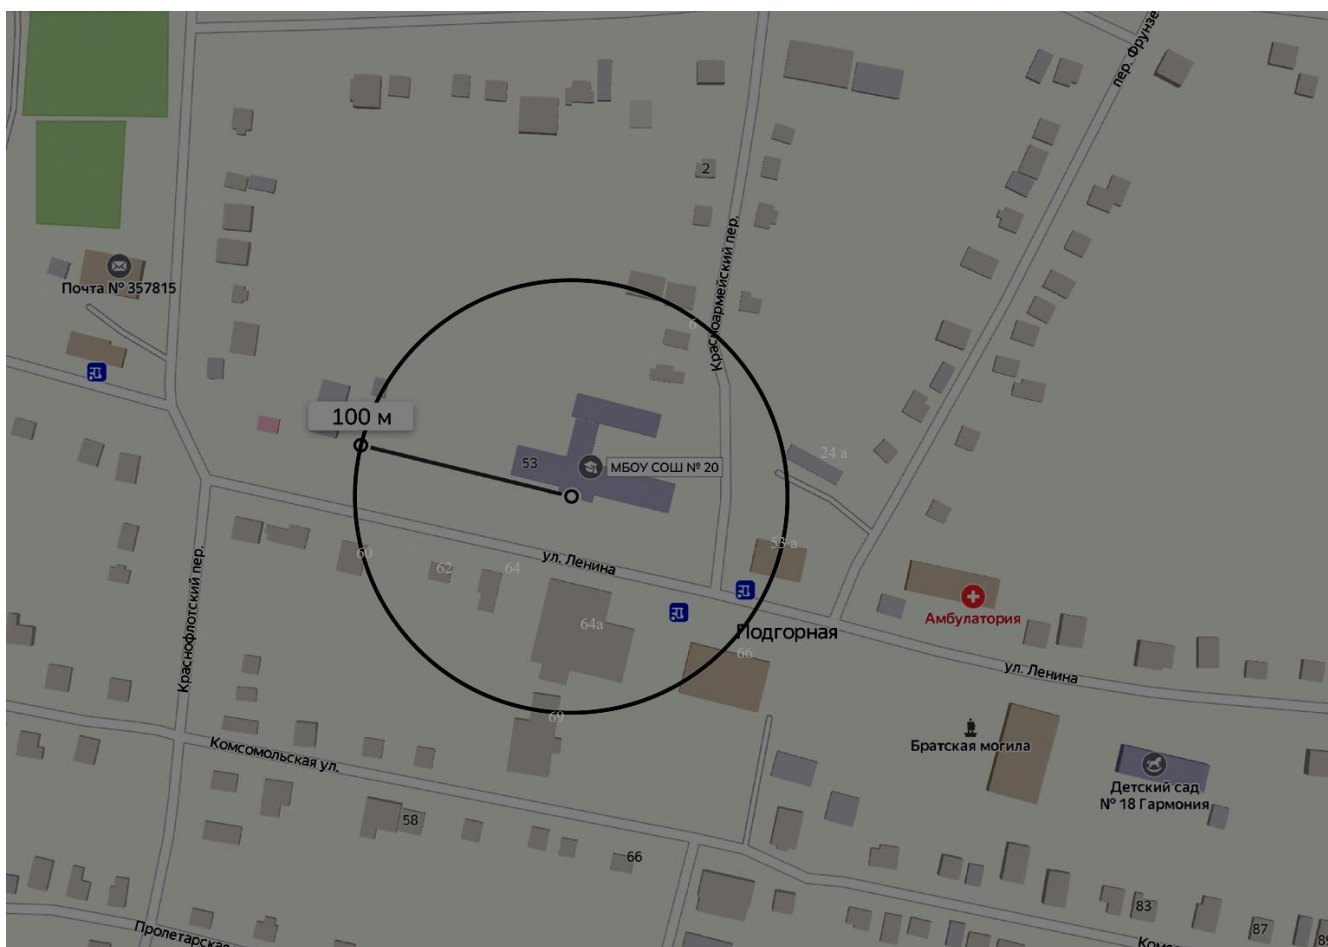 пер. Фрунзе
2
Почта № 357815
Красноармейский пер.
6
100 м
24 а
53
МБОУ СОШ № 20
60
62
64
ул. Ленина
53 а
64а
Амбулатория
Подгорная
66
ул. Ленина
Краснофлотский пер.
69
Комсомольская ул.
Братская могила
Детский сад
№ 18 Гармония
58
66
83
87
Пролетарская